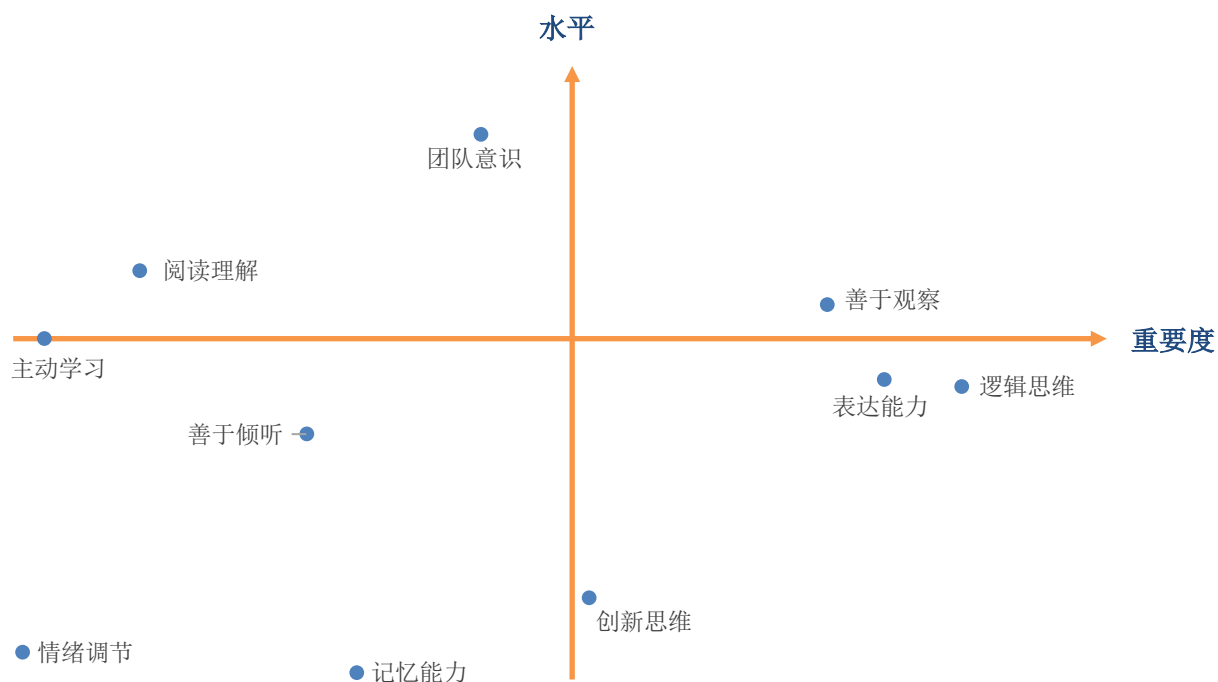 水平
团队意识
阅读理解
善于观察
重要度
主动学习
逻辑思维
表达能力
善于倾听
创新思维
情绪调节
记忆能力